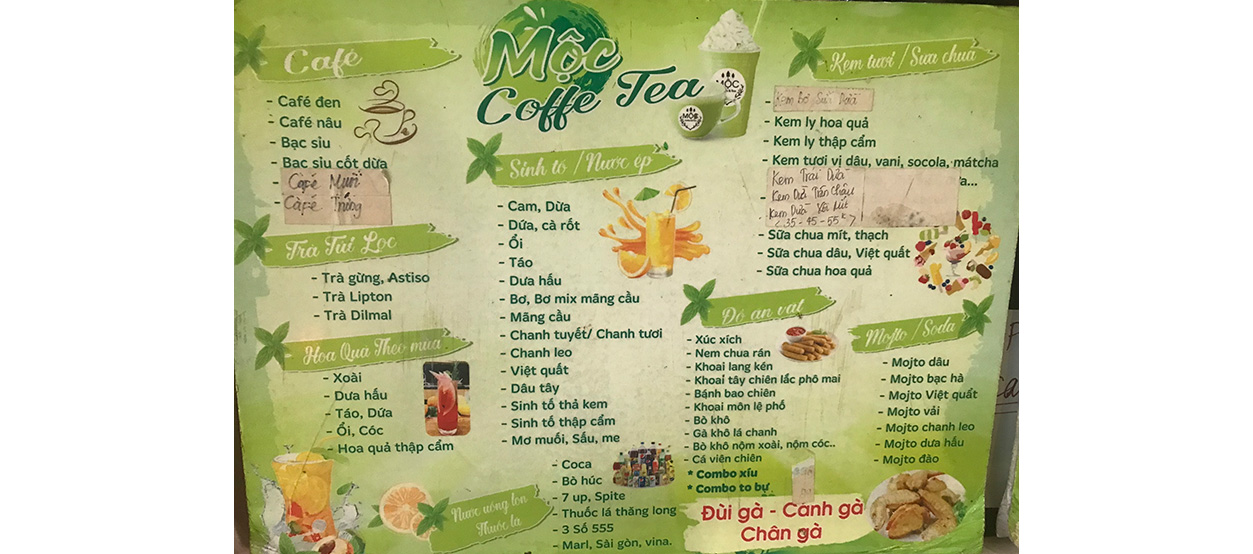 Mộc
Coffe Tea
MỘC
MỘC
Café
- Café đen
- Café nâu
- Bạc sỉu
- Bạc sỉu cốt dừa
- Café Muối
- Café Trứng
Trà Túi Lọc
- Trà gừng, Astiso
- Trà Lipton
- Trà Dilmal
Hoa Quả Theo mùa
- Xoài
- Dưa hấu
- Táo, Dứa
- Ổi, Cóc
- Hoa quả thập cẩm
Sinh tố / Nước ép
- Cam, Dừa
- Dứa, cà rốt
- Ổi
- Táo
- Dưa hấu
- Bơ, Bơ mix mãng cầu
- Mãng cầu
- Chanh tuyết/ Chanh tươi
- Chanh leo
- Việt quất
- Dâu tây
- Sinh tố thả kem
- Sinh tố thập cẩm
- Mơ muối, Sấu, me
Nước uống lon
Thuốc lá
- Coca
- Bò húc
- 7 up, Spite
- Thuốc lá thăng long
- 3 Số 555
- Marl, Sài gòn, vina.
Kem tươi / Sữa chua
- Kem bơ
- Kem ly hoa quả
- Kem ly thập cẩm
- Kem tươi vị dâu, vani, socola, mátcha
Kem Trái Dừa
- Kem Dừa Trân Châu
Kem Dừa
35 - 45 - 55k
- Sữa chua mít, thạch
- Sữa chua dâu, Việt quất
- Sữa chua hoa quả
Đồ ăn vặt
- Xúc xích
- Nem chua rán
- Khoai lang kén
- Khoai tây chiên lắc phô mai
- Bánh bao chiên
- Khoai môn lệ phố
- Bò khô
- Gà khô lá chanh
- Bò khô nộm xoài, nộm cóc..
- Cá viên chiên
* Combo xíu
* Combo to bự
Mojto / Soda
- Mojto dâu
- Mojto bạc hà
- Mojto Việt quất
- Mojto vải
- Mojto chanh leo
- Mojto dưa hấu
- Mojto đào
Đùi gà - Cánh gà
Chân gà